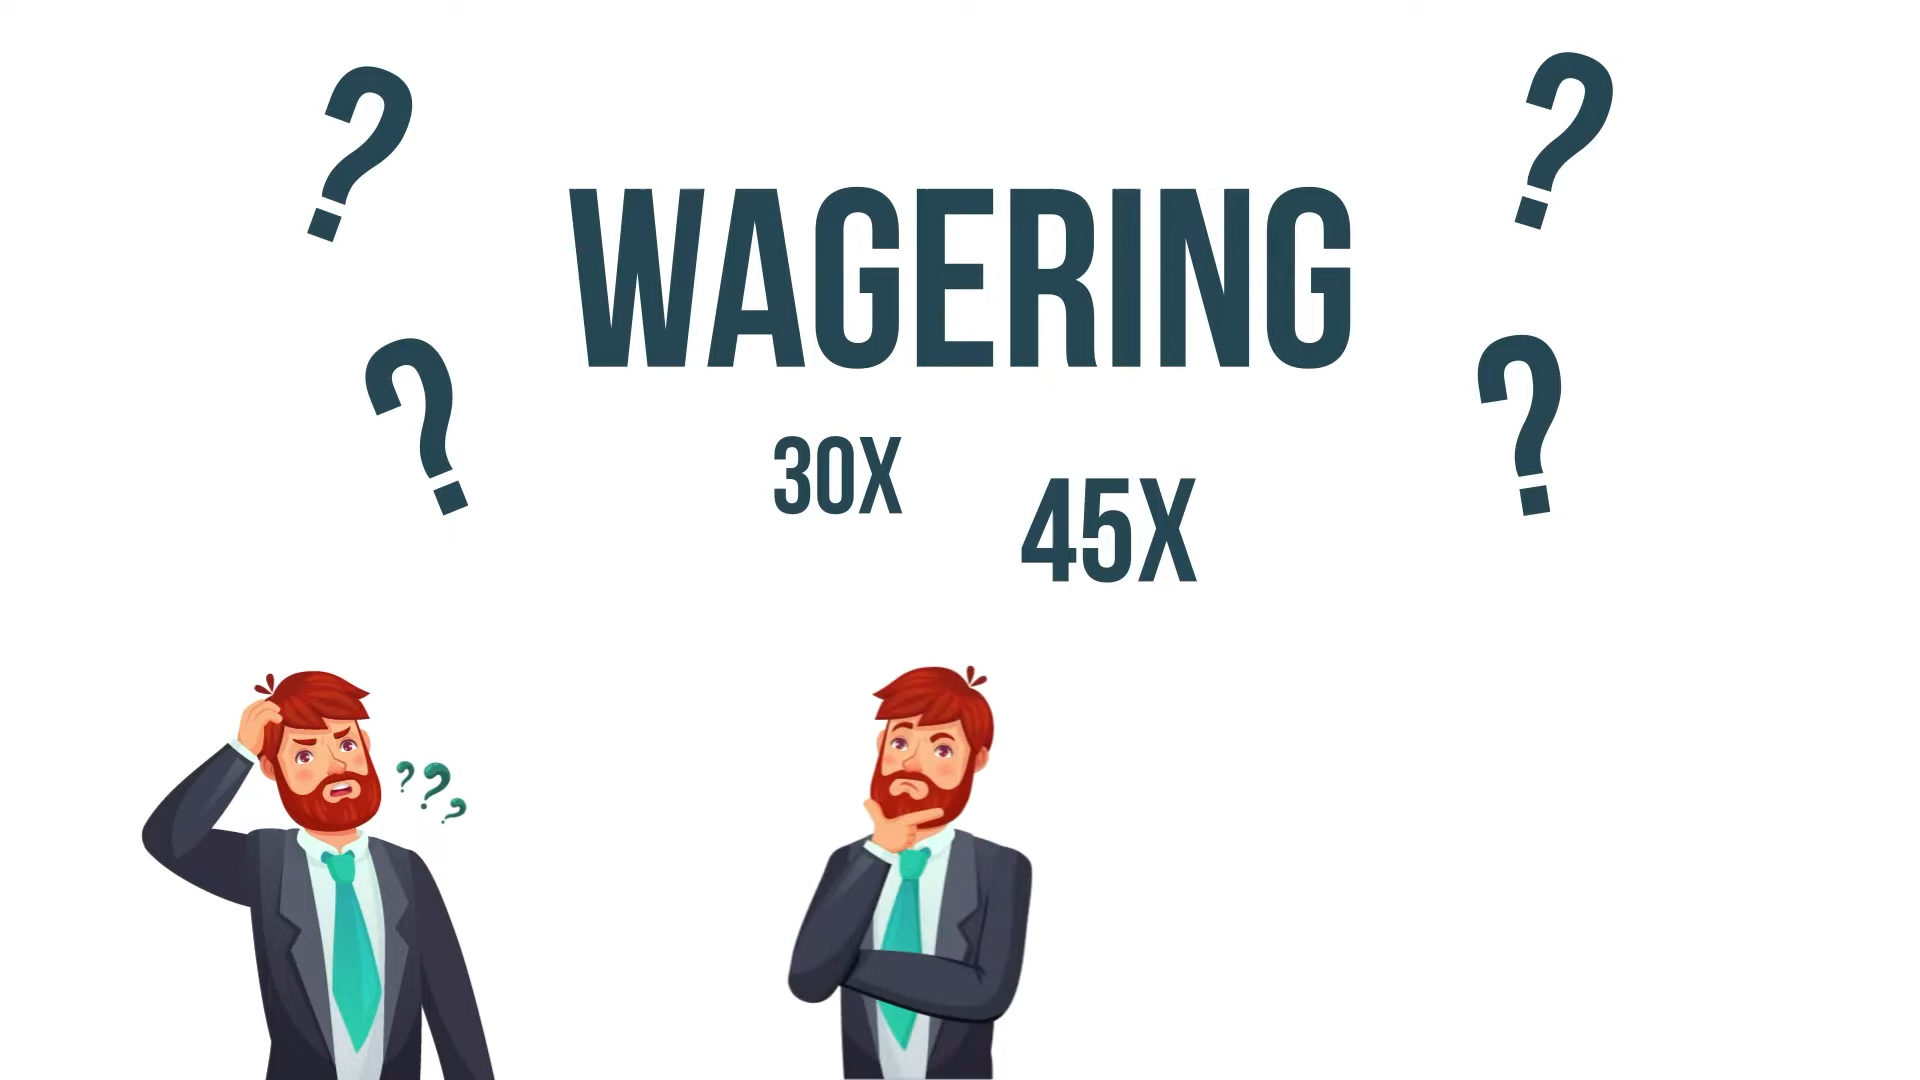 ? ?
WAGERING
? ?
30X
45X
? ? ?